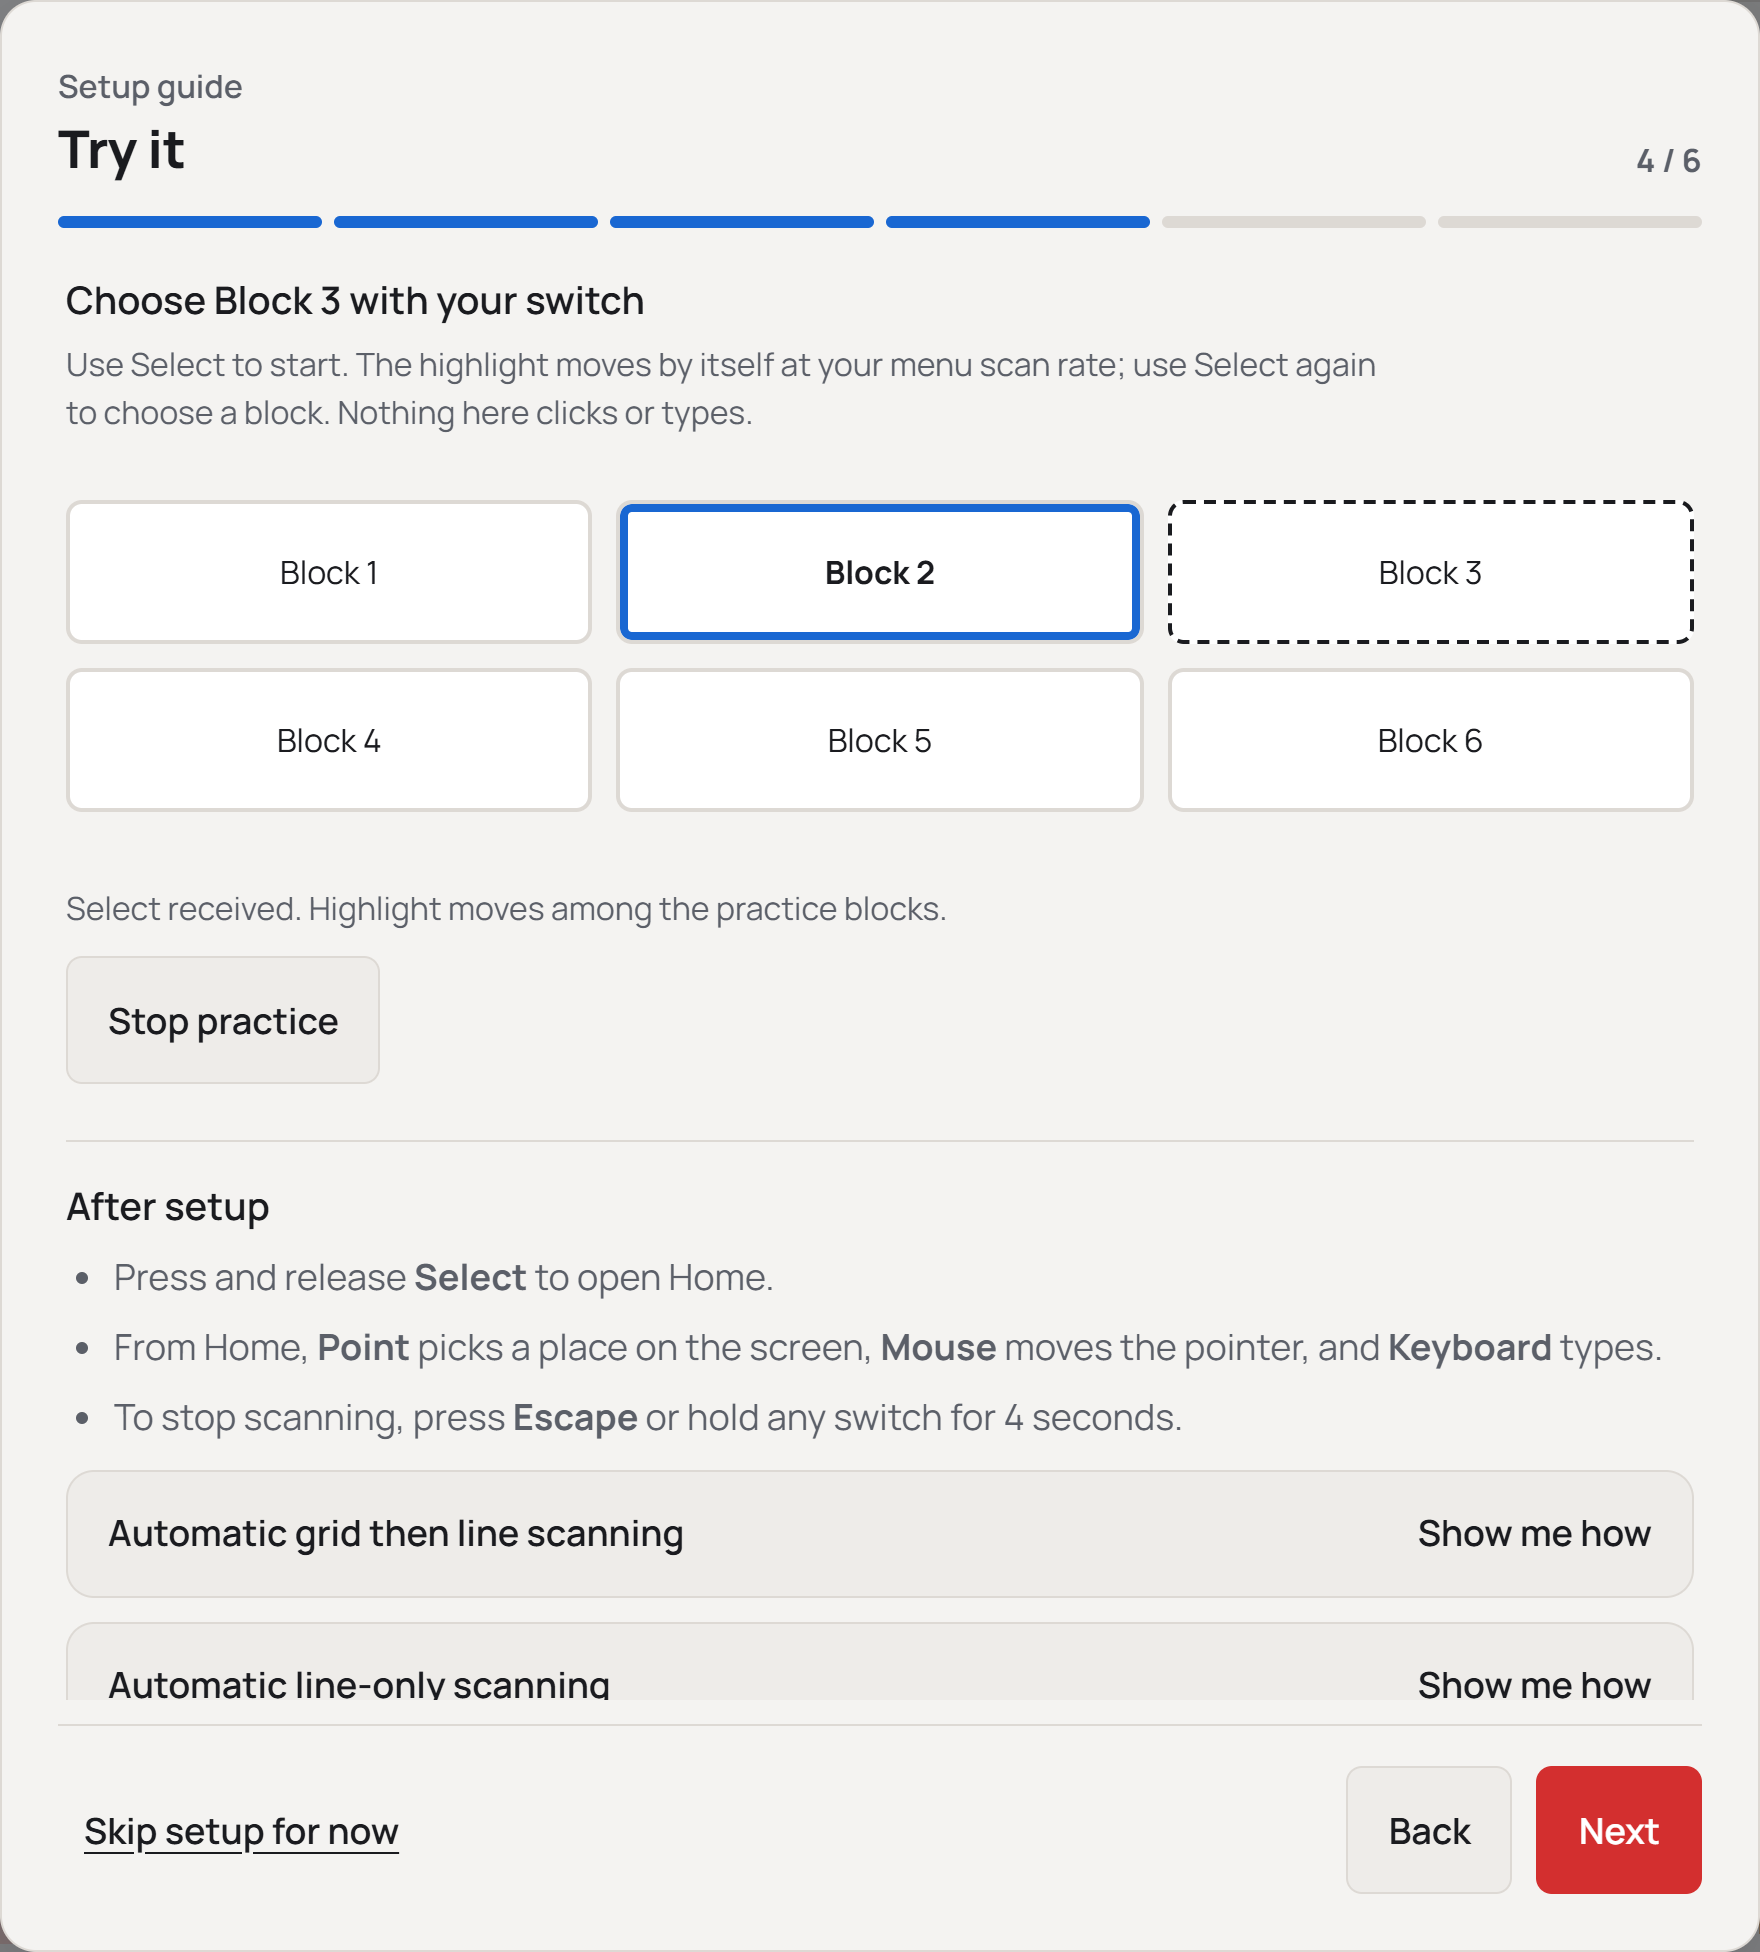 Setup guide
Try it
4 / 6
Choose Block 3 with your switch
Use Select to start. The highlight moves by itself at your menu scan rate; use Select again
to choose a block. Nothing here clicks or types.
Block 1
Block 2
Block 3
Block 4
Block 5
Block 6
Select received. Highlight moves among the practice blocks.
Stop practice
After setup
• Press and release Select to open Home.
• From Home, Point picks a place on the screen, Mouse moves the pointer, and Keyboard types.
• To stop scanning, press Escape or hold any switch for 4 seconds.
Automatic grid then line scanning
Show me how
Automatic line-only scanning
Show me how
Skip setup for now
Back
Next